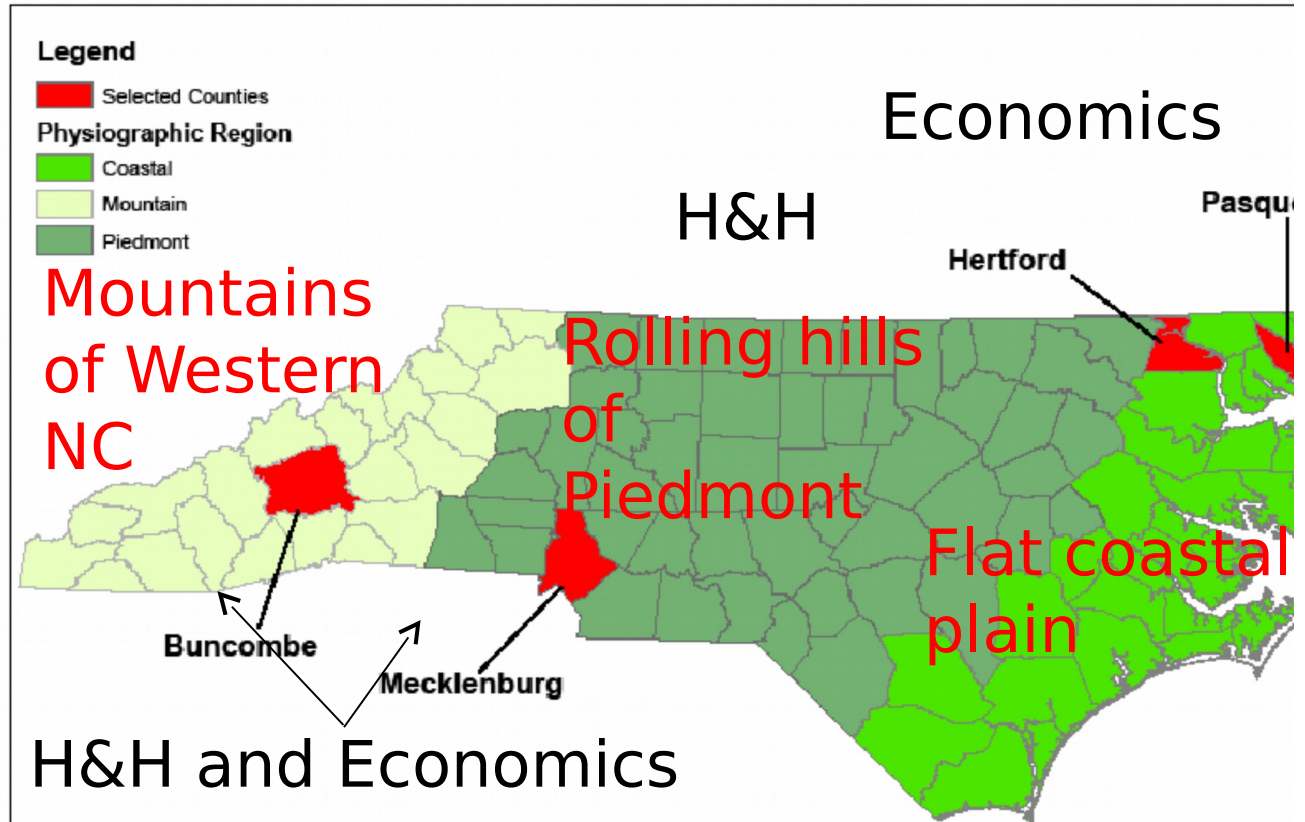 Legend
Selected Counties
Physiographic Region
Coastal
Mountain
Piedmont
Economics
H&H
Hertford
Mountains
of Western
NC
Rolling hills
of
Piedmont
Flat coastal
plain
Buncombe
Mecklenburg
H&H and Economics